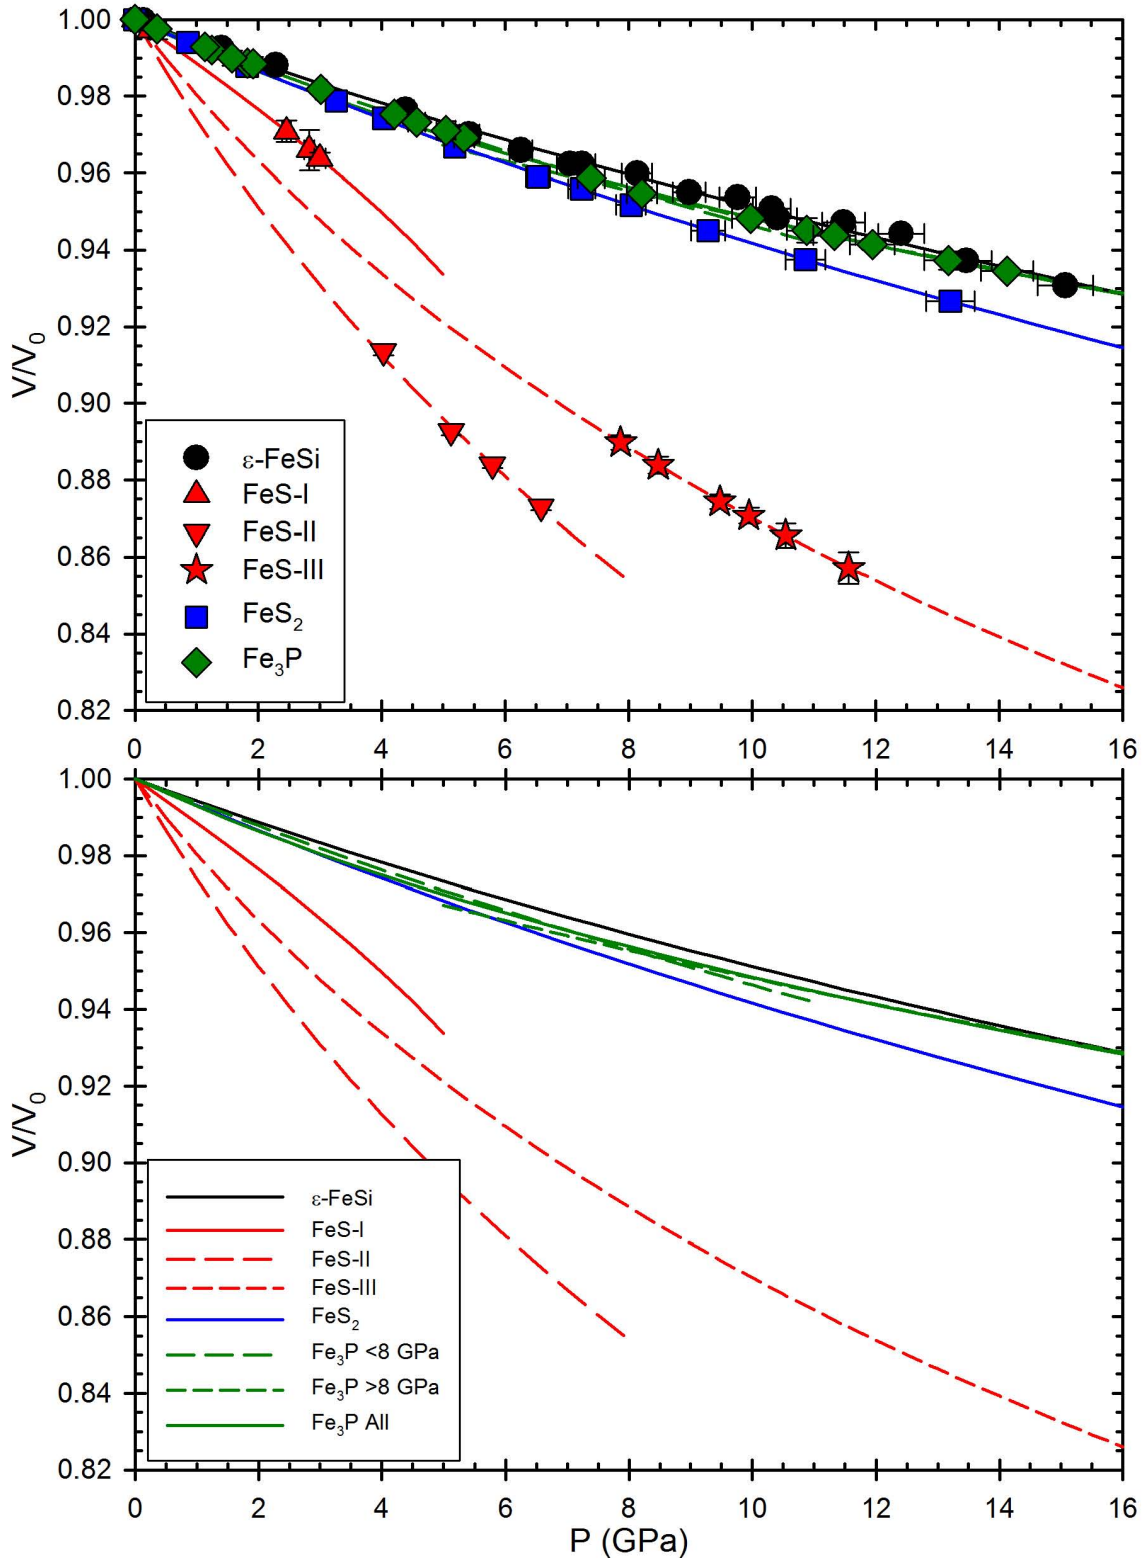 1.00
0.98
0.96
0.94
0.92
0.90
0.88
0.86
0.84
0.82
V/V₀
ε-FeSi
FeS-I
FeS-II
FeS-III
FeS₂
Fe₃P
0 2 4 6 8 10 12 14 16
1.00
0.98
0.96
0.94
0.92
0.90
0.88
0.86
0.84
0.82
V/V₀
ε-FeSi
FeS-I
FeS-II
FeS-III
FeS₂
Fe₃P <8 GPa
Fe₃P >8 GPa
Fe₃P All
0 2 4 6 8 10 12 14 16
P (GPa)